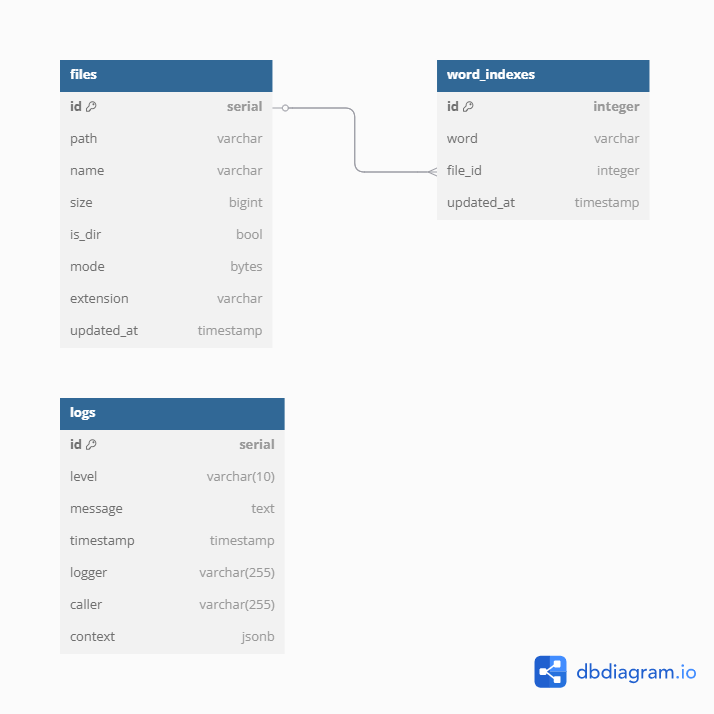 files
id serial
path varchar
name varchar
size bigint
is_dir bool
mode bytes
extension varchar
updated_at timestamp
word_indexes
id integer
word varchar
file_id integer
updated_at timestamp
logs
id serial
level varchar(10)
message text
timestamp timestamp
logger varchar(255)
caller varchar(255)
context jsonb
dbdiagram.io